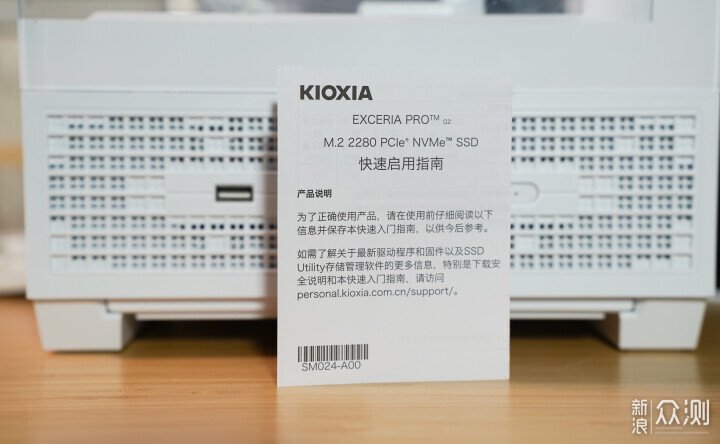 KIOXIA
EXCERIA PRO™ G2
M.2 2280 PCIe® NVMe™ SSD
快速启用指南
产品说明
为了正确使用产品，请在使用前仔细阅读以下
信息并保存本快速入门指南，以供今后参考。
如需了解关于最新驱动程序和固件以及SSD
Utility存储管理软件的更多信息，特别是下载安
全说明和本快速入门指南，请访问
personal.kioxia.com.cn/support/。
SM024-A00
新浪众测